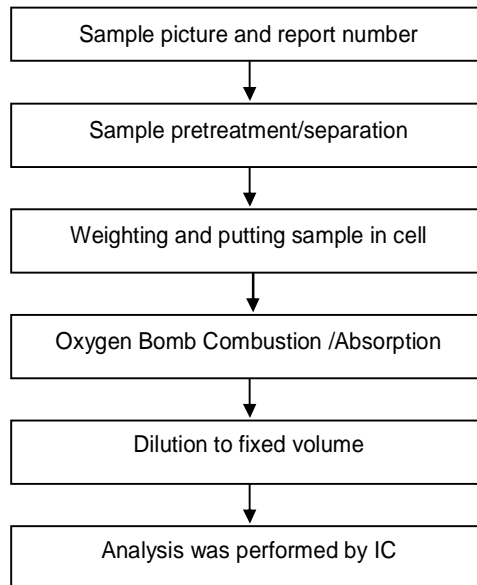 Sample picture and report number
Sample pretreatment/separation
Weighting and putting sample in cell
Oxygen Bomb Combustion /Absorption
Dilution to fixed volume
Analysis was performed by IC